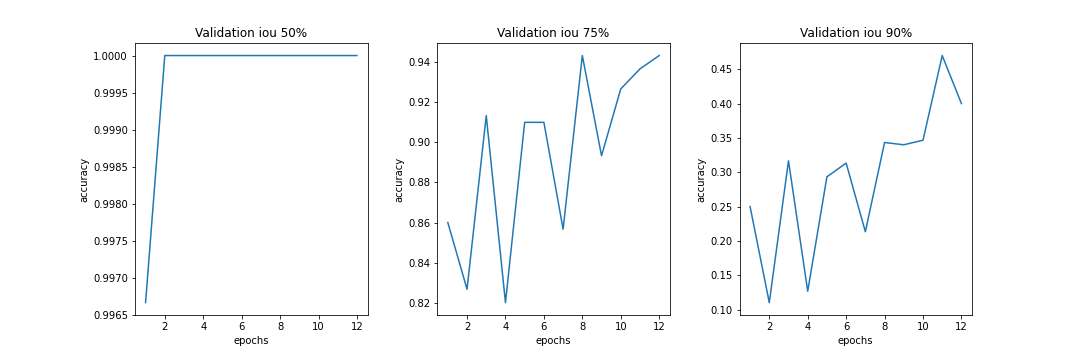 Validation iou 50%
1.0000
0.9995
0.9990
0.9985
0.9980
0.9975
0.9970
0.9965
accuracy
2 4 6 8 10 12
epochs
Validation iou 75%
0.94
0.92
0.90
0.88
0.86
0.84
0.82
accuracy
2 4 6 8 10 12
epochs
Validation iou 90%
0.45
0.40
0.35
0.30
0.25
0.20
0.15
0.10
accuracy
2 4 6 8 10 12
epochs